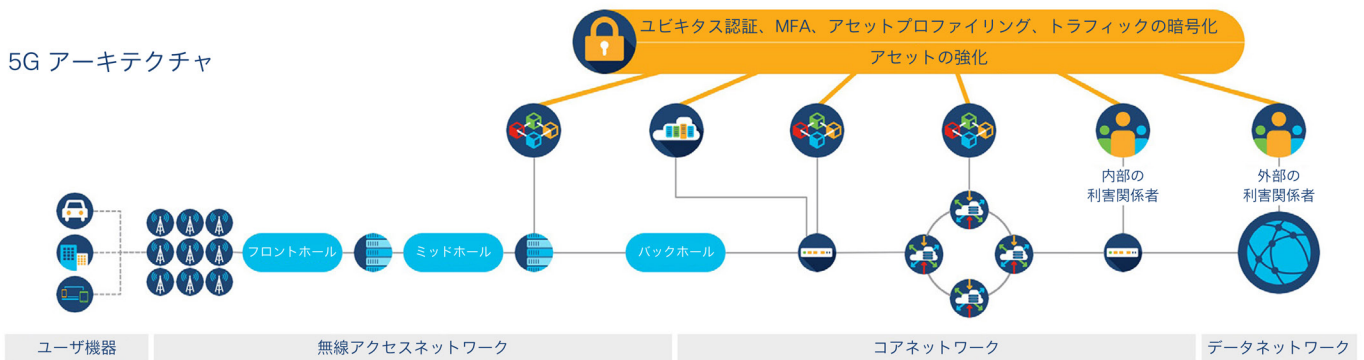 ユビキタス認証、MFA、アセットプロファイリング、トラフィックの暗号化
アセットの強化
5G アーキテクチャ
内部の
利害関係者
外部の
利害関係者
フロントホール
ミッドホール
バックホール
ユーザ機器
無線アクセスネットワーク
コアネットワーク
データネットワーク